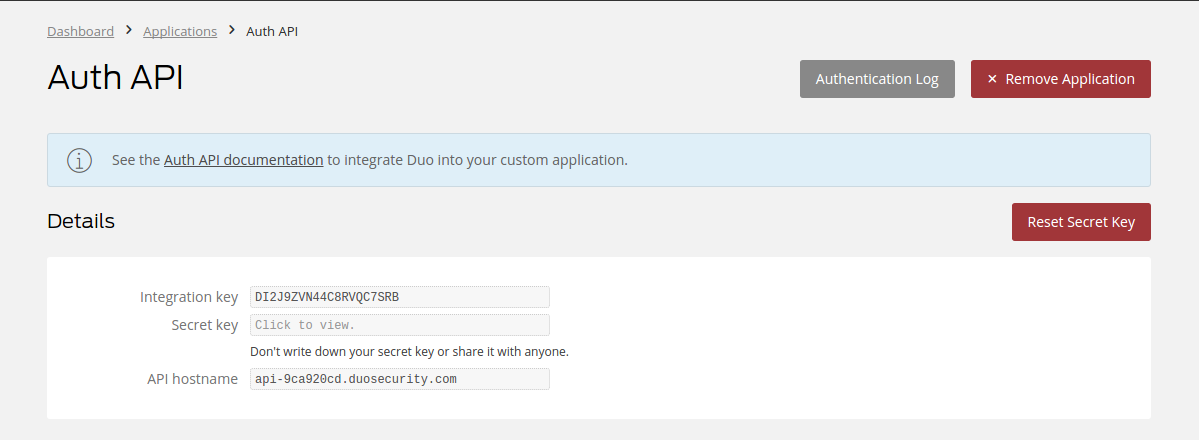 Dashboard > Applications > Auth API
Auth API
Authentication Log
× Remove Application
See the Auth API documentation to integrate Duo into your custom application.
Details
Reset Secret Key
Integration key DI2J9ZVN44C8RVQC7SRB
Secret key Click to view.
Don't write down your secret key or share it with anyone.
API hostname api-9ca920cd.duosecurity.com